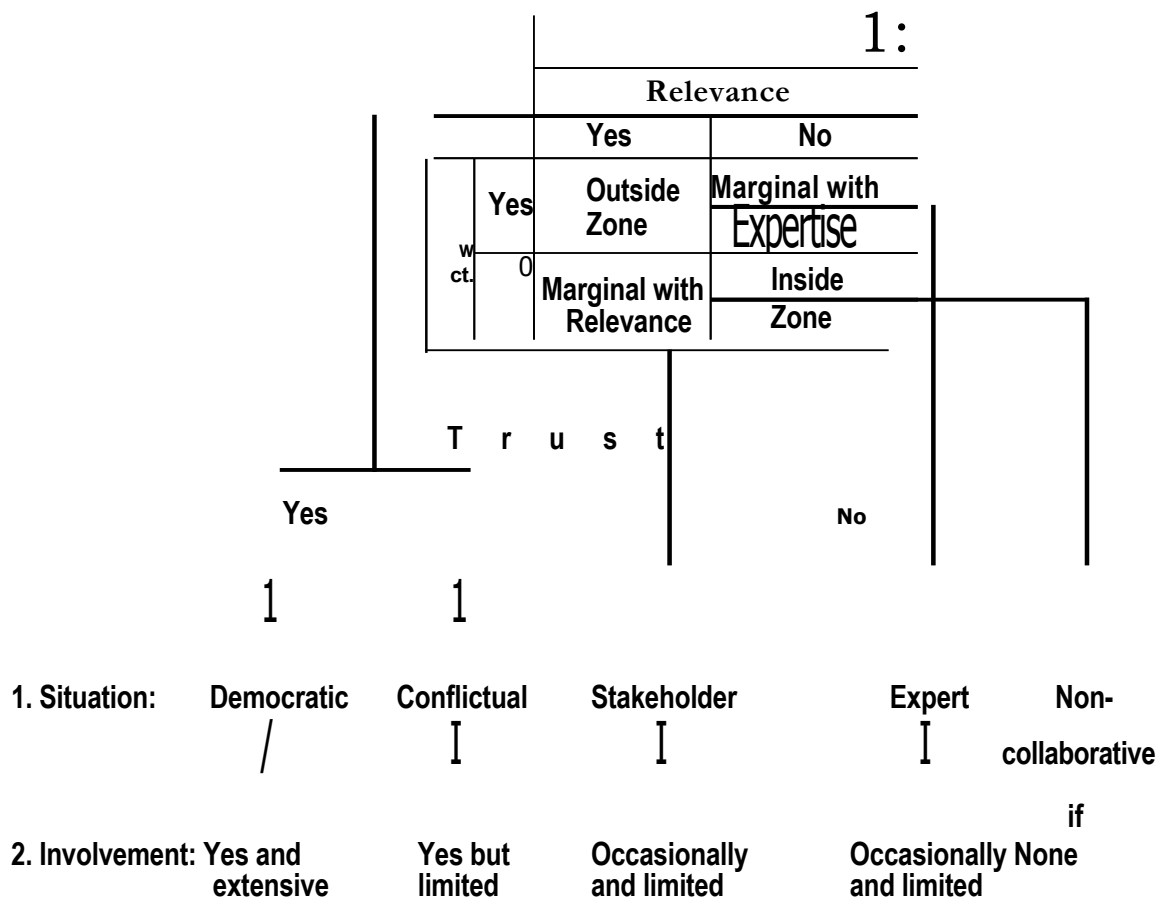 1:
Relevance
Yes No
Yes Outside Zone Marginal with Expertise
w ct. 0 Marginal with Relevance Inside Zone
T r u s t
Yes No
1 1
1. Situation: Democratic Conflictual Stakeholder Expert Non-
/ I I I collaborative
if
2. Involvement: Yes and Yes but Occasionally Occasionally None
extensive limited and limited and limited